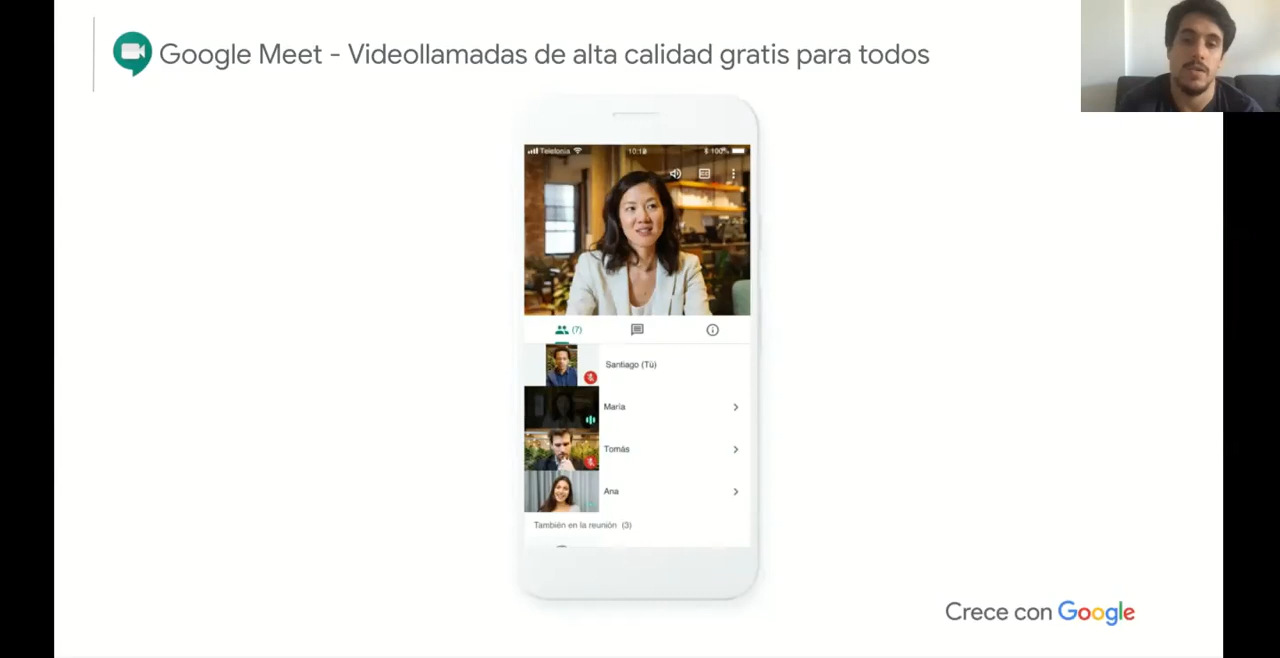 Google Meet - Videollamadas de alta calidad gratis para todos
Telefonía 10:18 100%
(7)
Santiago (Tú)
María
Tomás
Ana
También en la reunión (3)
Crece con Google